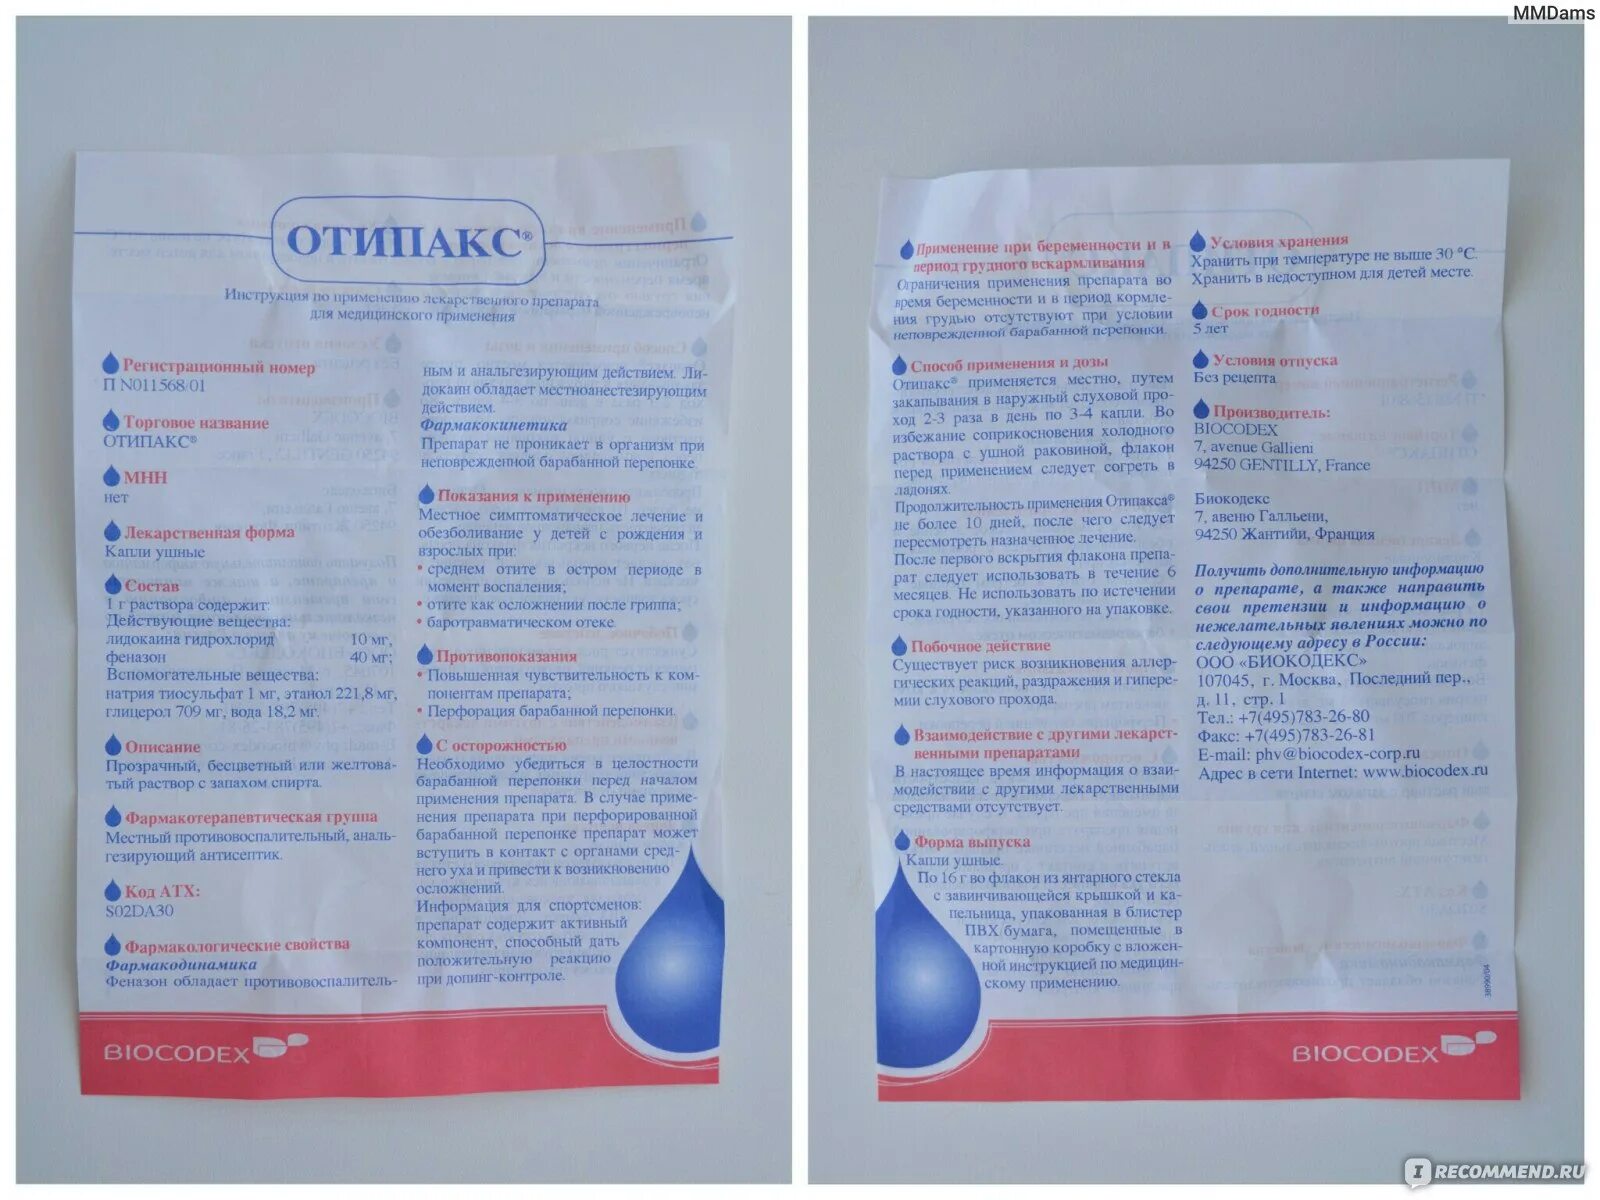 MMDams
ОТИПАКС®
Инструкция по применению лекарственного препарата
для медицинского применения
Регистрационный номер
П N011568/01
Торговое название
ОТИПАКС®
МНН
нет
Лекарственная форма
Капли ушные
Состав
1 г раствора содержит:
Действующие вещества:
лидокаина гидрохлорид 10 мг,
феназон 40 мг;
Вспомогательные вещества:
натрия тиосульфат 1 мг, этанол 221,8 мг,
глицерол 709 мг, вода 18,2 мг.
Описание
Прозрачный, бесцветный или желтова-
тый раствор с запахом спирта.
Фармакотерапевтическая группа
Местный противовоспалительный, аналь-
гезирующий антисептик.
Код АТХ:
S02DA30
Фармакологические свойства
Фармакодинамика
Феназон обладает противовоспалитель-
ным и анальгезирующим действием. Ли-
докаин обладает местноанестезирующим
действием.
Фармакокинетика
Препарат не проникает в организм при
неповрежденной барабанной перепонке.
Показания к применению
Местное симптоматическое лечение и
обезболивание у детей с рождения и
взрослых при:
• среднем отите в остром периоде в
момент воспаления;
• отите как осложнении после гриппа;
• баротравматическом отеке.
Противопоказания
• Повышенная чувствительность к ком-
понентам препарата;
• Перфорация барабанной перепонки.
С осторожностью
Необходимо убедиться в целостности
барабанной перепонки перед началом
применения препарата. В случае приме-
нения препарата при перфорированной
барабанной перепонке препарат может
вступить в контакт с органами сред-
него уха и привести к возникновению
осложнений.
Информация для спортсменов:
препарат содержит активный
компонент, способный дать
положительную реакцию
при допинг-контроле.
BIOCODEX
Применение при беременности и в
период грудного вскармливания
Ограничения применения препарата во
время беременности и в период кормле-
ния грудью отсутствуют при условии
неповрежденной барабанной перепонки.
Способ применения и дозы
Отипакс® применяется местно, путем
закапывания в наружный слуховой про-
ход 2-3 раза в день по 3-4 капли. Во
избежание соприкосновения холодного
раствора с ушной раковиной, флакон
перед применением следует согреть в
ладонях.
Продолжительность применения Отипакса®
не более 10 дней, после чего следует
пересмотреть назначенное лечение.
После первого вскрытия флакона препа-
рат следует использовать в течение 6
месяцев. Не использовать по истечении
срока годности, указанного на упаковке.
Побочное действие
Существует риск возникновения аллер-
гических реакций, раздражения и гипере-
мии слухового прохода.
Взаимодействие с другими лекарст-
венными препаратами
В настоящее время информация о взаи-
модействии с другими лекарственными
средствами отсутствует.
Форма выпуска
Капли ушные.
По 16 г во флакон из янтарного стекла
с завинчивающейся крышкой и ка-
пельница, упакованная в блистер
ПВХ/бумага, помещенные в
картонную коробку с вложен-
ной инструкцией по медицин-
скому применению.
Условия хранения
Хранить при температуре не выше 30 °С.
Хранить в недоступном для детей месте.
Срок годности
5 лет
Условия отпуска
Без рецепта
Производитель:
BIOCODEX
7, avenue Gallieni
94250 GENTILLY, France
Биокодекс
7, авеню Галльени,
94250 Жантийи, Франция
Получить дополнительную информацию
о препарате, а также направить
свои претензии и информацию о
нежелательных явлениях можно по
следующему адресу в России:
ООО «БИОКОДЕКС»
107045, г. Москва, Последний пер.,
д. 11, стр. 1
Тел.: +7(495)783-26-80
Факс: +7(495)783-26-81
E-mail: phv@biocodex-corp.ru
Адрес в сети Internet: www.biocodex.ru
38990/04
BIOCODEX
IRECOMMEND.RU